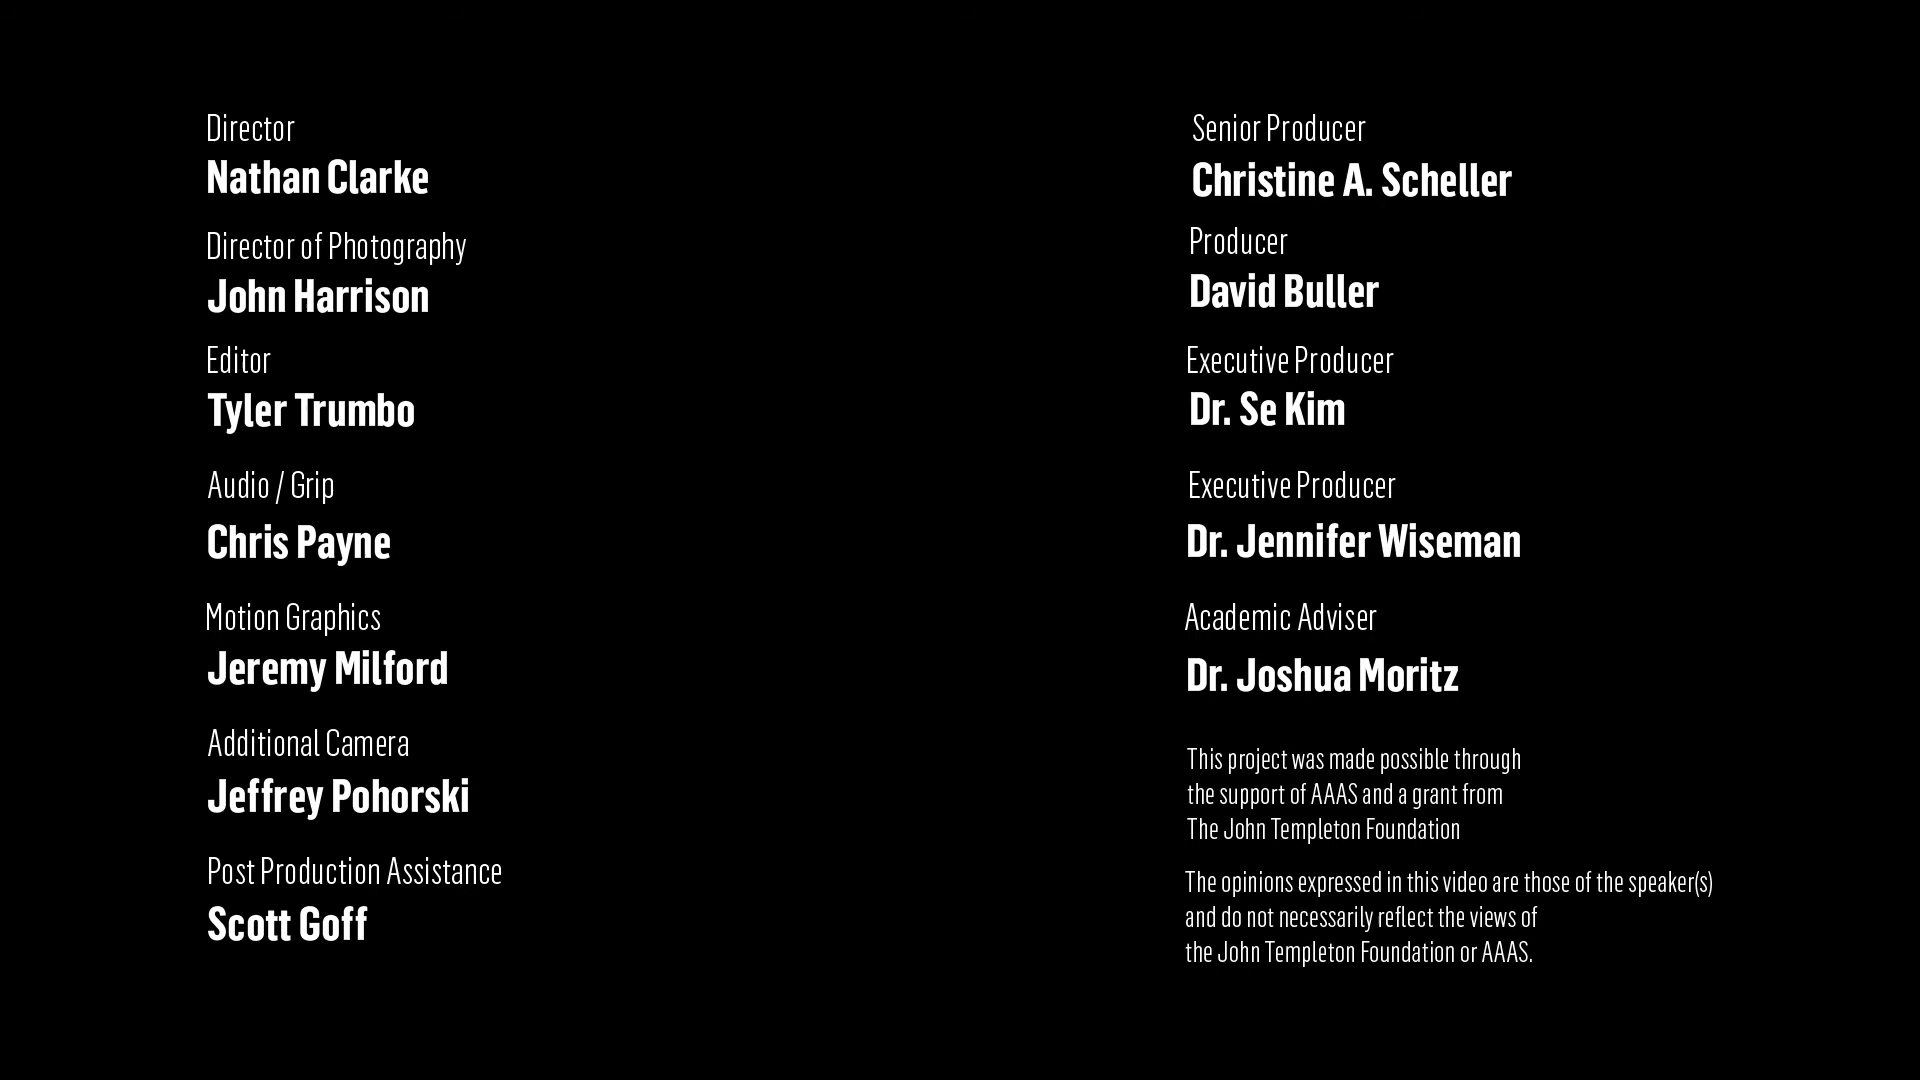 Director
Nathan Clarke
Director of Photography
John Harrison
Editor
Tyler Trumbo
Audio / Grip
Chris Payne
Motion Graphics
Jeremy Milford
Additional Camera
Jeffrey Pohorski
Post Production Assistance
Scott Goff
Senior Producer
Christine A. Scheller
Producer
David Buller
Executive Producer
Dr. Se Kim
Executive Producer
Dr. Jennifer Wiseman
Academic Adviser
Dr. Joshua Moritz
This project was made possible through
the support of AAAS and a grant from
The John Templeton Foundation
The opinions expressed in this video are those of the speaker(s)
and do not necessarily reflect the views of
the John Templeton Foundation or AAAS.